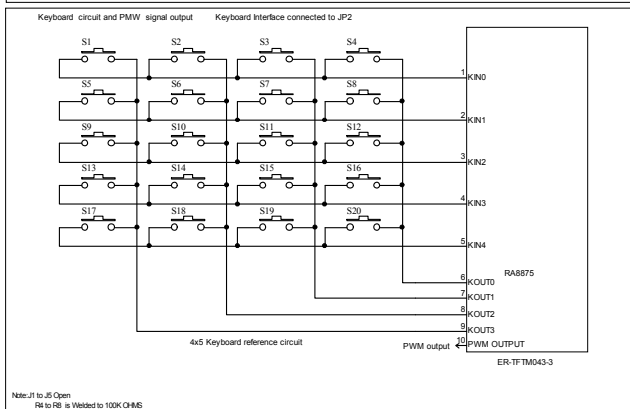 Keyboard circuit and PMW signal output Keyboard Interface connected to JP2
S1 S2 S3 S4
1 KIN0
S5 S6 S7 S8
2 KIN1
S9 S10 S11 S12
3 KIN2
S13 S14 S15 S16
4 KIN3
S17 S18 S19 S20
5 KIN4
RA8875
6 KOUT0
7 KOUT1
8 KOUT2
9 KOUT3
4x5 Keyboard reference circuit
PWM output 10 PWM OUTPUT
ER-TFTM043-3
Note:J1 to J5 Open
R4 to R8 is Welded to 100K OHMS